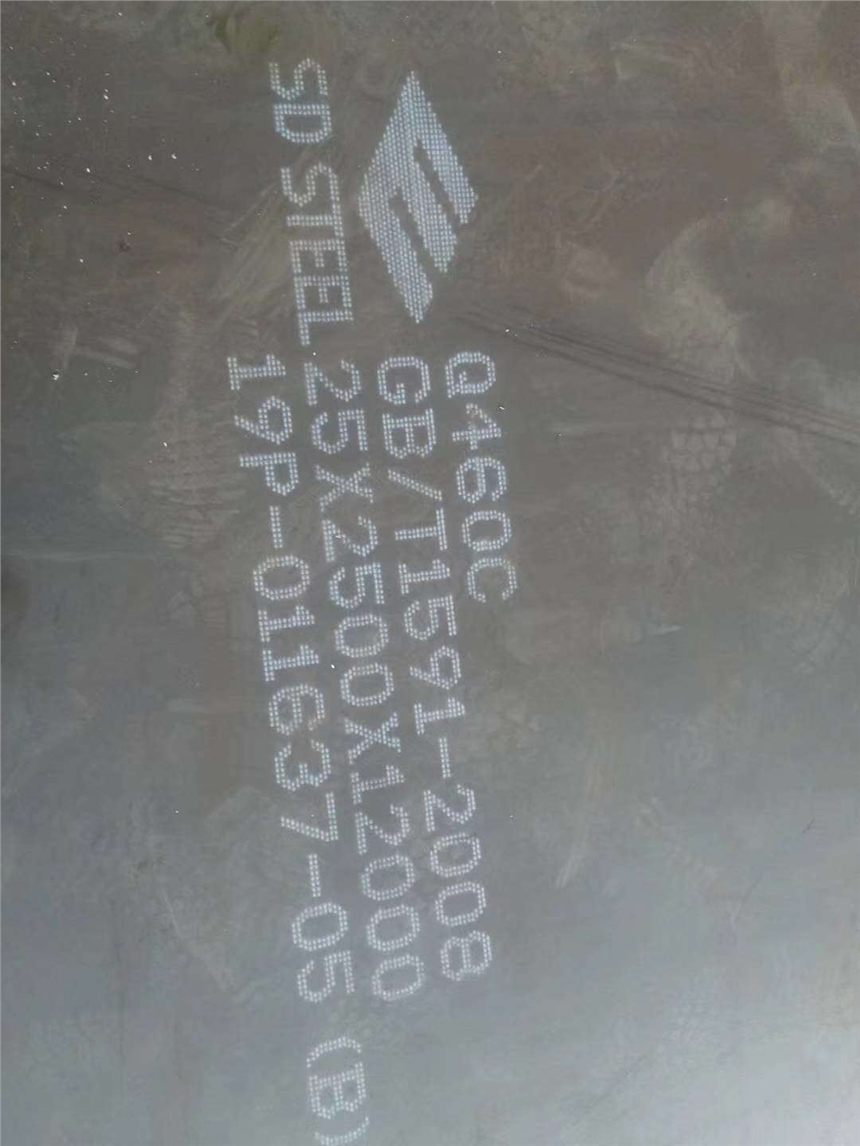 SD STEEL
Q460C
GB/T1591-2008
25X2500X12000
19P-011637-05 (B)